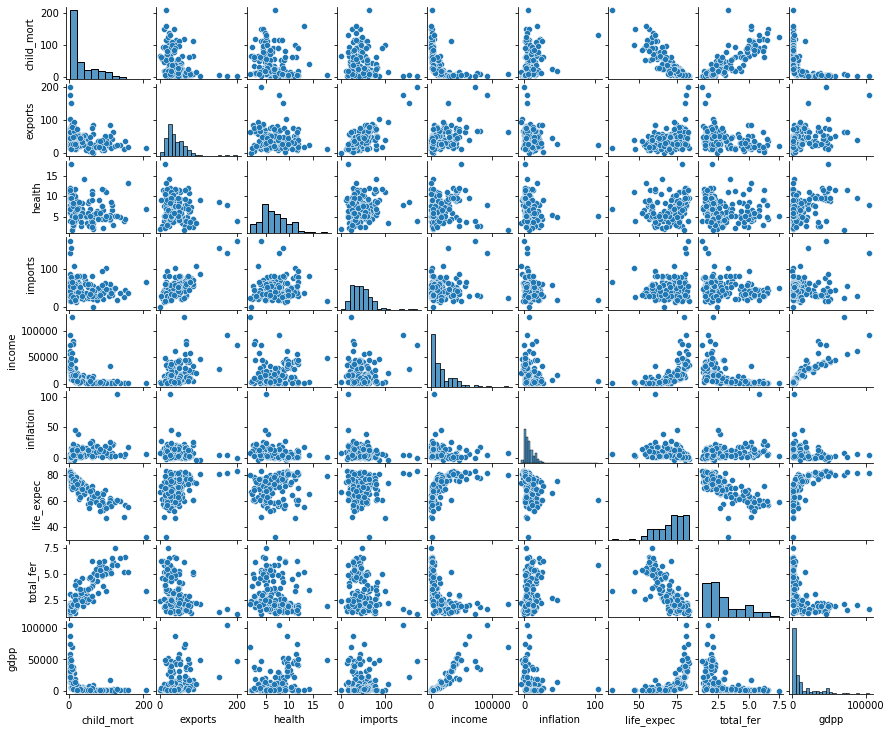 child_mort
200
100
0
exports
200
100
0
health
15
10
5
imports
100
0
income
100000
50000
0
inflation
100
50
0
life_expec
80
60
40
total_fer
7.5
5.0
2.5
gdpp
100000
50000
0
0 200 0 100 200 5 10 15 0 100 0 100000 0 100 50 75 2.5 5.0 7.5 0 100000
child_mort exports health imports income inflation life_expec total_fer gdpp